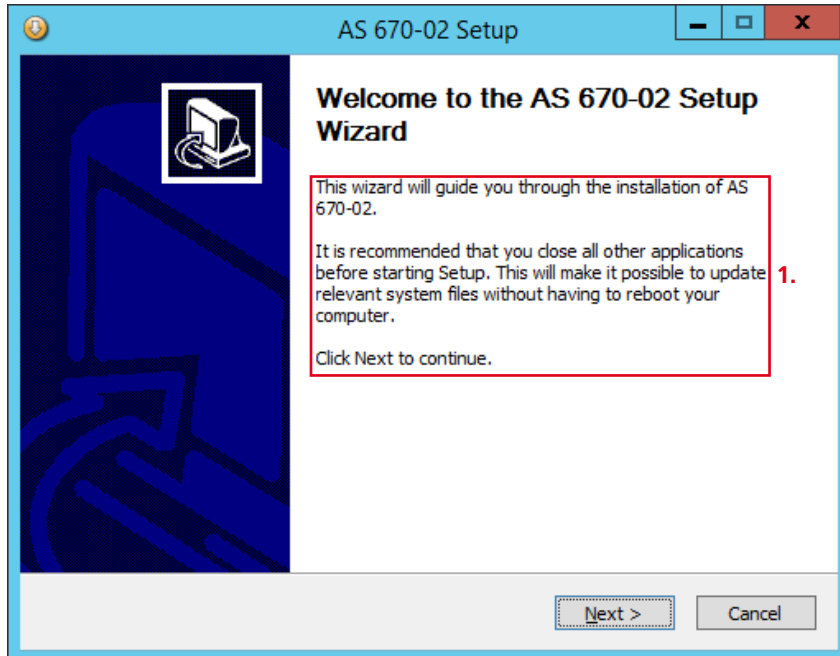 AS 670-02 Setup
Welcome to the AS 670-02 Setup
Wizard
This wizard will guide you through the installation of AS
670-02.
It is recommended that you close all other applications
before starting Setup. This will make it possible to update
relevant system files without having to reboot your
computer.
1.
Click Next to continue.
Next >
Cancel